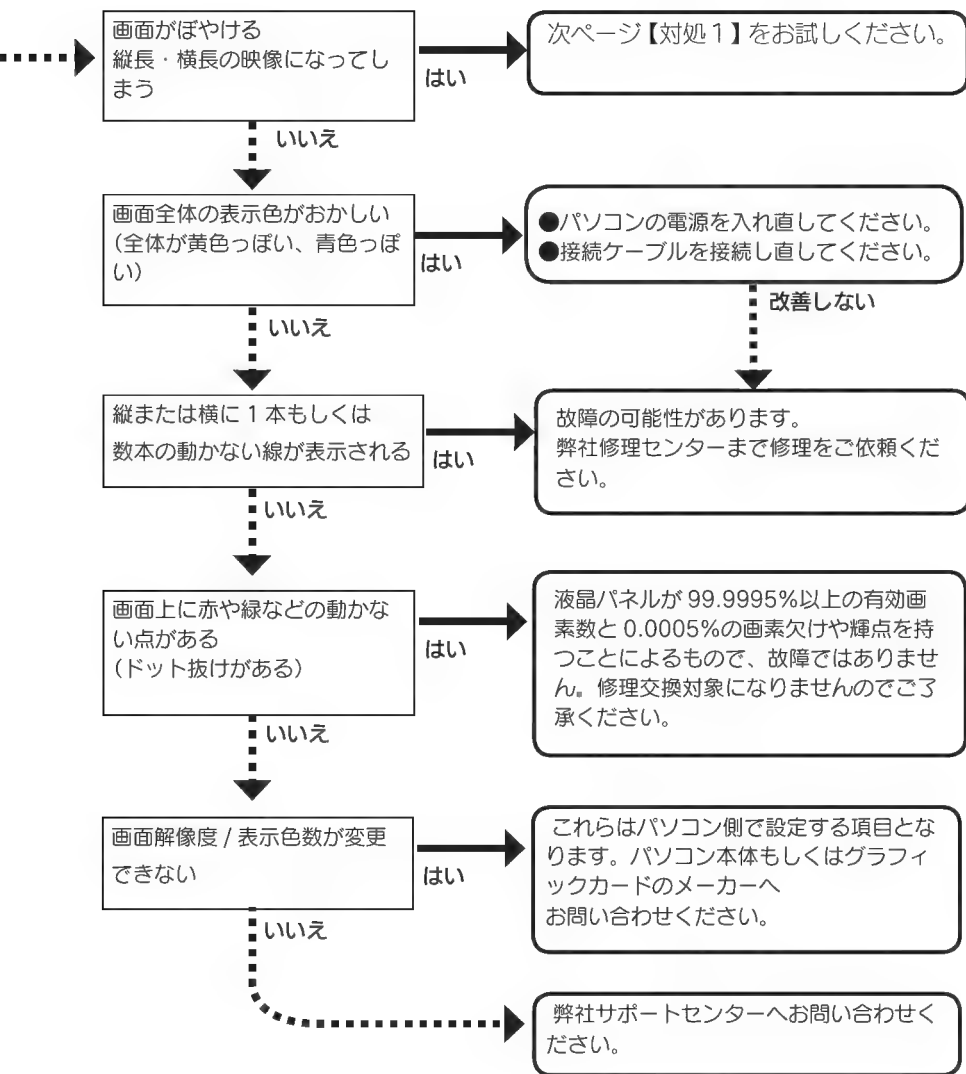 画面がぼやける
縦長・横長の映像になってし
まう
はい
次ページ【対処1】をお試しください。
いいえ
画面全体の表示色がおかしい
(全体が黄色っぽい、青色っぽ
い)
はい
●パソコンの電源を入れ直してください。
●接続ケーブルを接続し直してください。
改善しない
いいえ
縦または横に1本もしくは
数本の動かない線が表示される
はい
故障の可能性があります。
弊社修理センターまで修理をご依頼くだ
さい。
いいえ
画面上に赤や緑などの動かな
い点がある
(ドット抜けがある)
はい
液晶パネルが 99.9995%以上の有効画
素数と 0.0005%の画素欠けや輝点を持
つことによるもので、故障ではありませ
ん。修理交換対象になりませんのでご了
承ください。
いいえ
画面解像度 / 表示色数が変更
できない
はい
これらはパソコン側で設定する項目とな
ります。パソコン本体もしくはグラフィ
ックカードのメーカーへ
お問い合わせください。
いいえ
弊社サポートセンターへお問い合わせく
ださい。